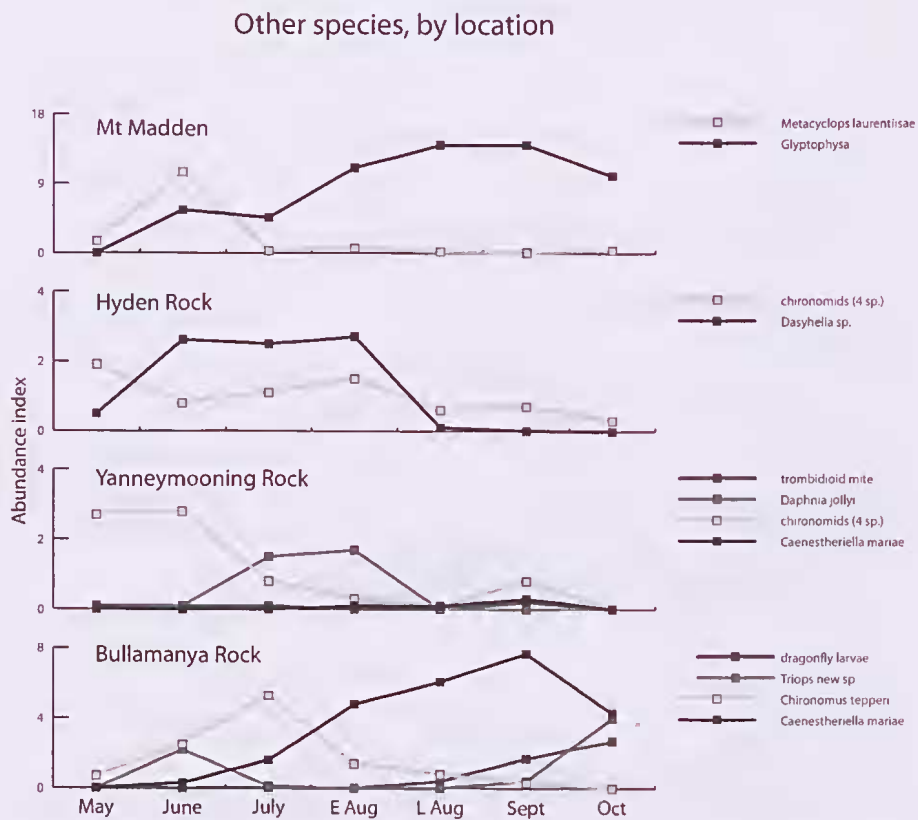 Other species, by location
Abundance index
Mt Madden
18
9
0
Metacyclops laurentiisae
Glyptophysa
Hyden Rock
4
2
0
chironomids (4 sp.)
Dasyhella sp.
Yanneymooning Rock
4
2
0
trombidioid mite
Daphnia jollyi
chironomids (4 sp.)
Caenestheriella mariae
Bullamanya Rock
8
4
0
dragonfly larvae
Triops new sp
Chironomus tepperi
Caenestheriella mariae
May June July E Aug L Aug Sept Oct